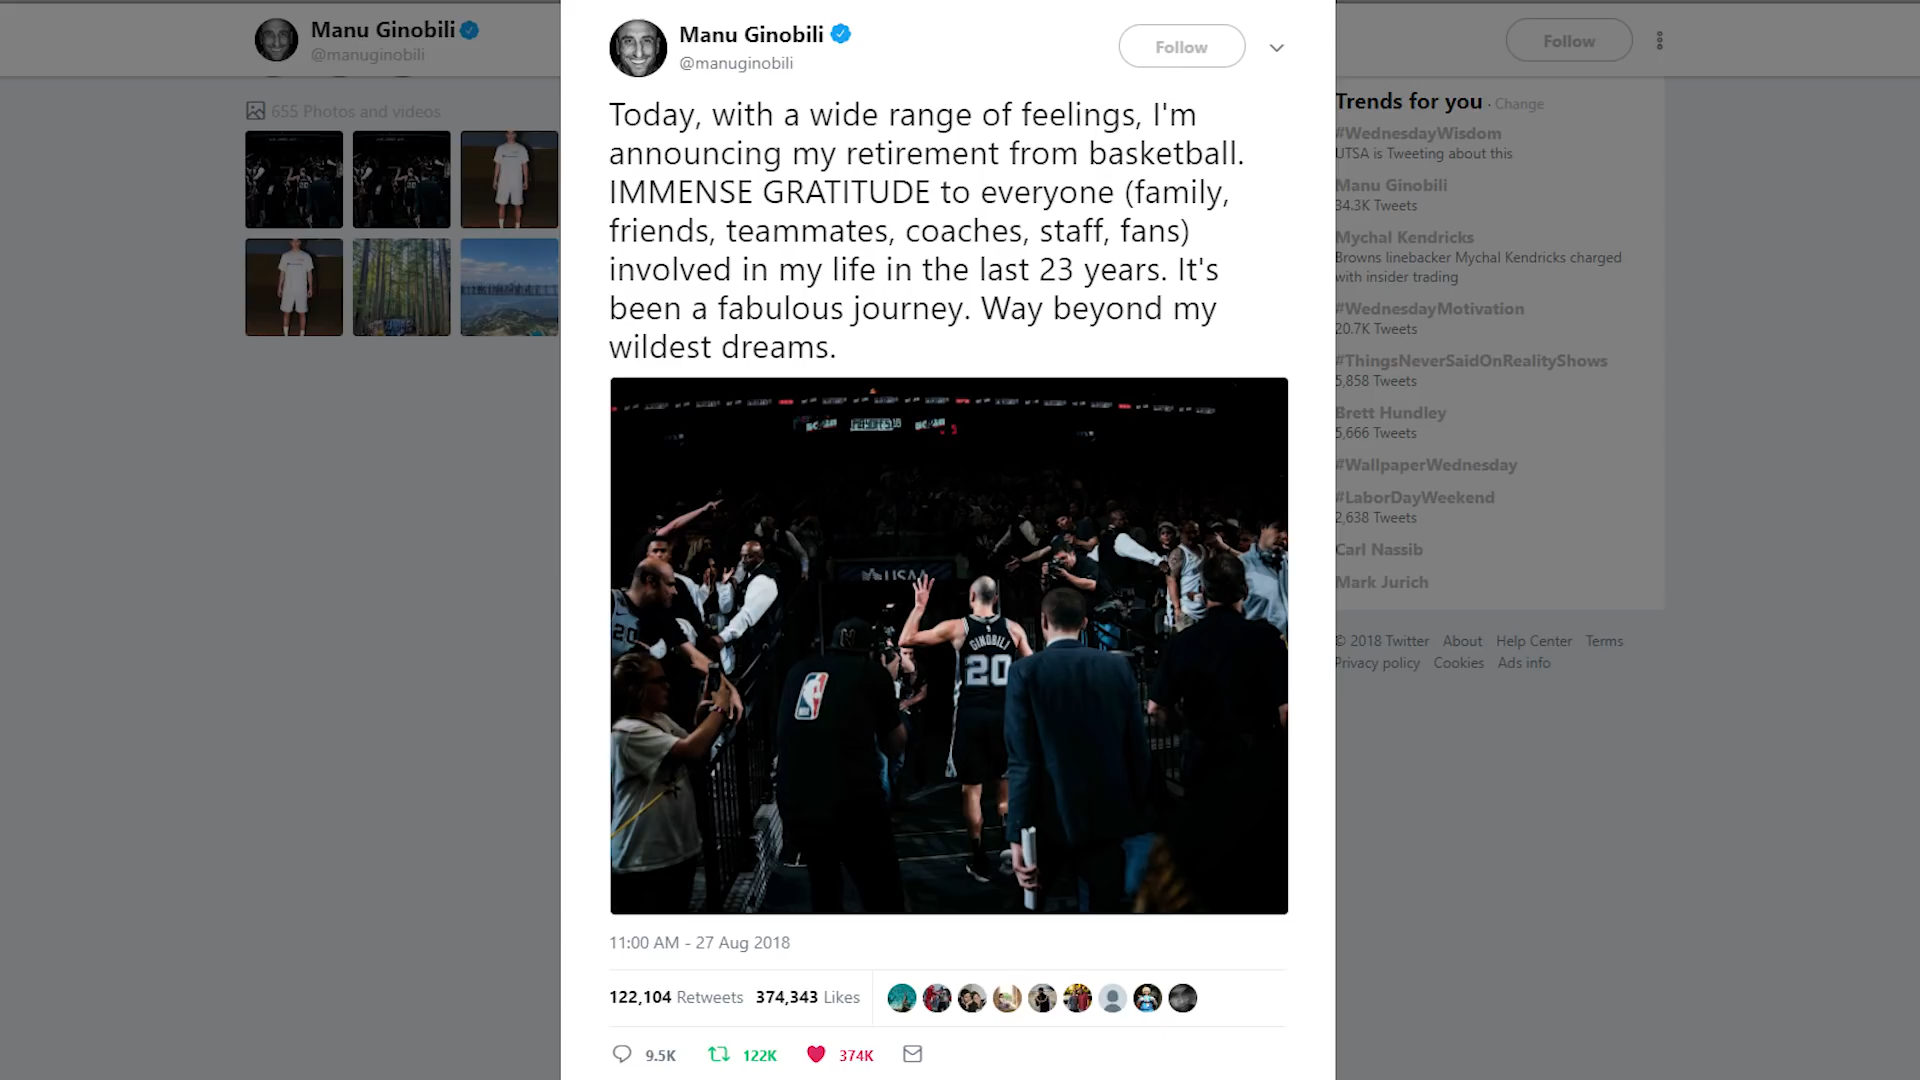 Manu Ginobili
@manuginobili
Follow
655 Photos and videos
Manu Ginobili
@manuginobili
Follow
Today, with a wide range of feelings, I'm
announcing my retirement from basketball.
IMMENSE GRATITUDE to everyone (family,
friends, teammates, coaches, staff, fans)
involved in my life in the last 23 years. It's
been a fabulous journey. Way beyond my
wildest dreams.
USAA
GINOBILI
20
20
11:00 AM - 27 Aug 2018
122,104 Retweets 374,343 Likes
9.5K 122K 374K
Follow
Trends for you · Change
#WednesdayWisdom
UTSA is Tweeting about this
Manu Ginobili
34.3K Tweets
Mychal Kendricks
Browns linebacker Mychal Kendricks charged
with insider trading
#WednesdayMotivation
20.7K Tweets
#ThingsNeverSaidOnRealityShows
5,858 Tweets
Brett Hundley
5,666 Tweets
#WallpaperWednesday
#LaborDayWeekend
2,638 Tweets
Carl Nassib
Mark Jurich
© 2018 Twitter About Help Center Terms
Privacy policy Cookies Ads info